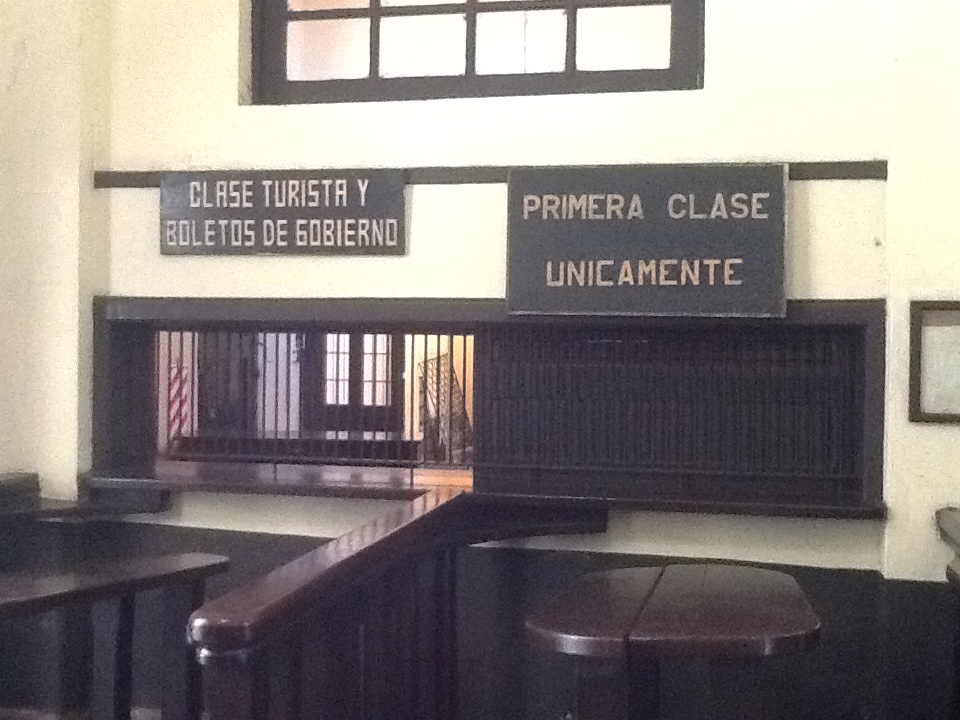 CLASE TURISTA Y
BOLETOS DE GOBIERNO
PRIMERA CLASE
UNICAMENTE